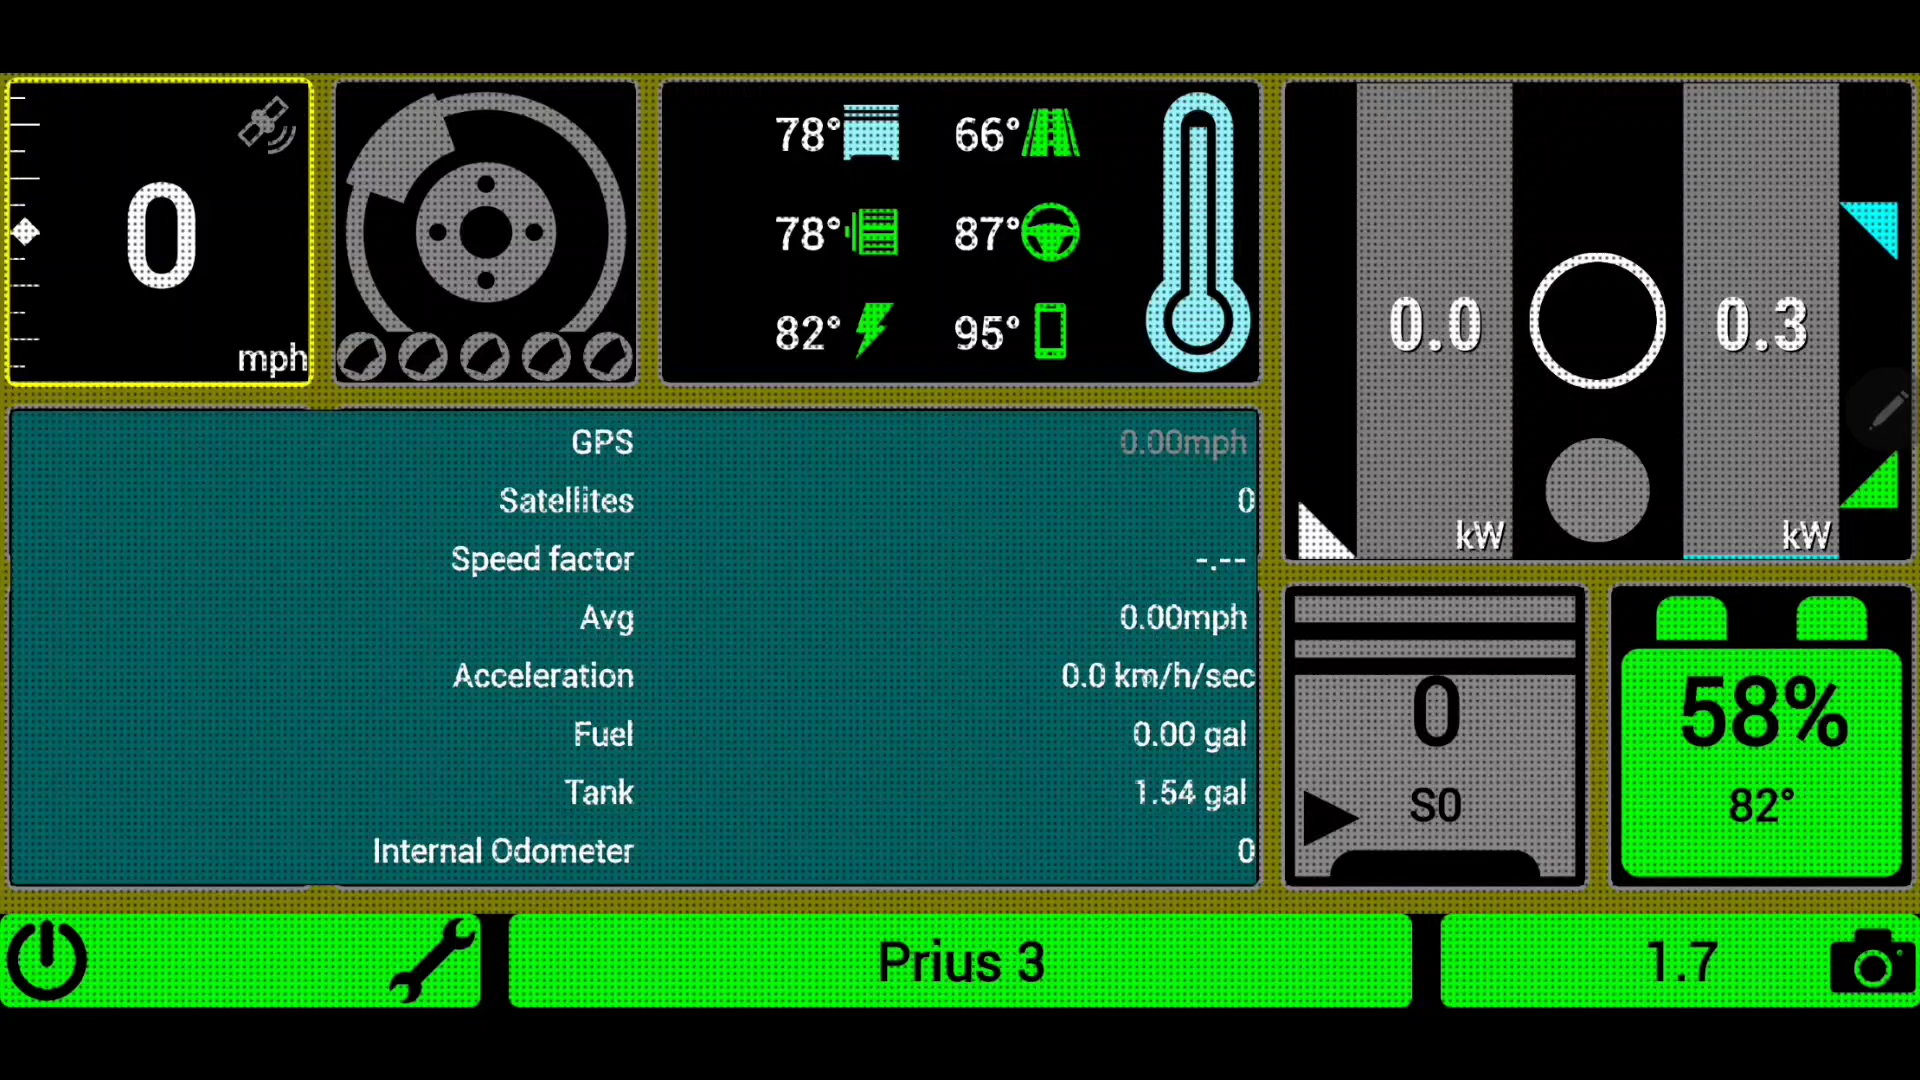 0
mph
78° 66°
78° 87°
82° 95°
0.0 kW
0.3 kW
GPS 0.00mph
Satellites 0
Speed factor -.--
Avg 0.00mph
Acceleration 0.0 km/h/sec
Fuel 0.00 gal
Tank 1.54 gal
Internal Odometer 0
0
S0
58%
82°
Prius 3
1.7